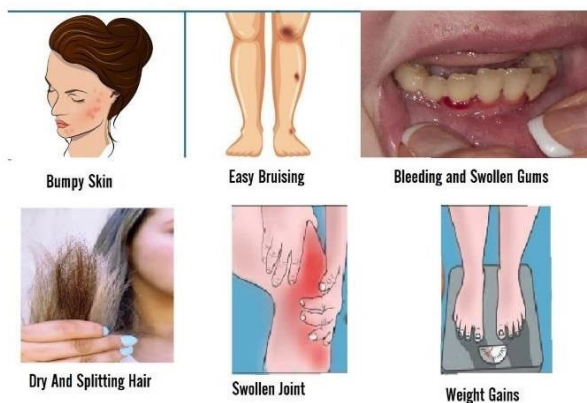 Bumpy Skin
Easy Bruising
Bleeding and Swollen Gums
Dry And Splitting Hair
Swollen Joint
Weight Gains